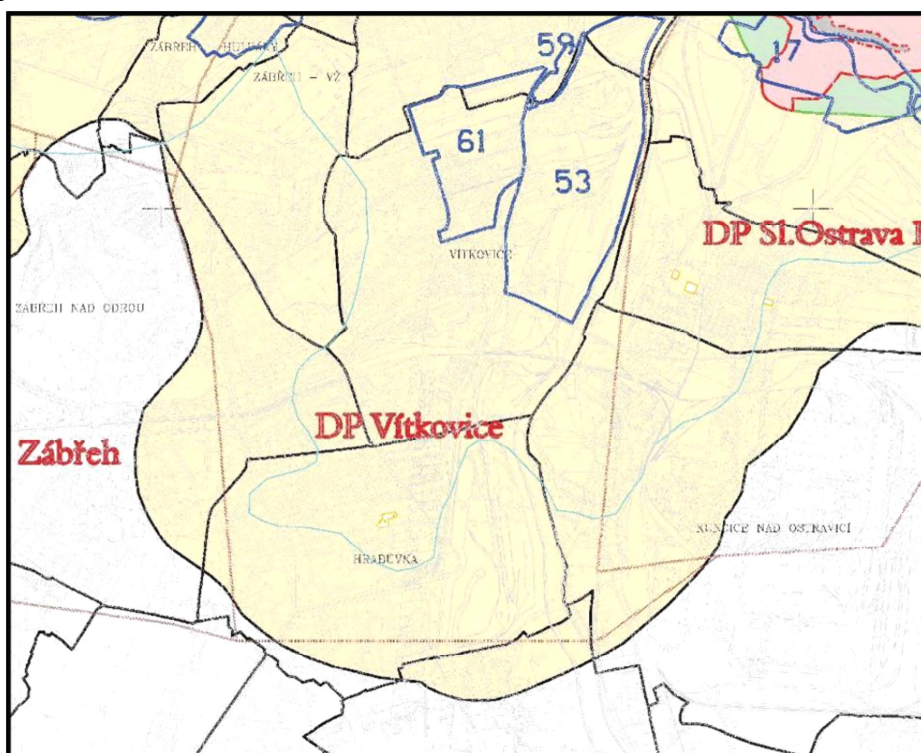 59
17
ZÁBŘEH HULVÁKY
ZÁBŘEH – VŽ
61
53
DP Sl.Ostrava
VÍTKOVICE
ZÁBŘEH NAD ODROU
DP Vítkovice
Zábřeh
KUNČICE NAD OSTRAVICÍ
HRABŮVKA